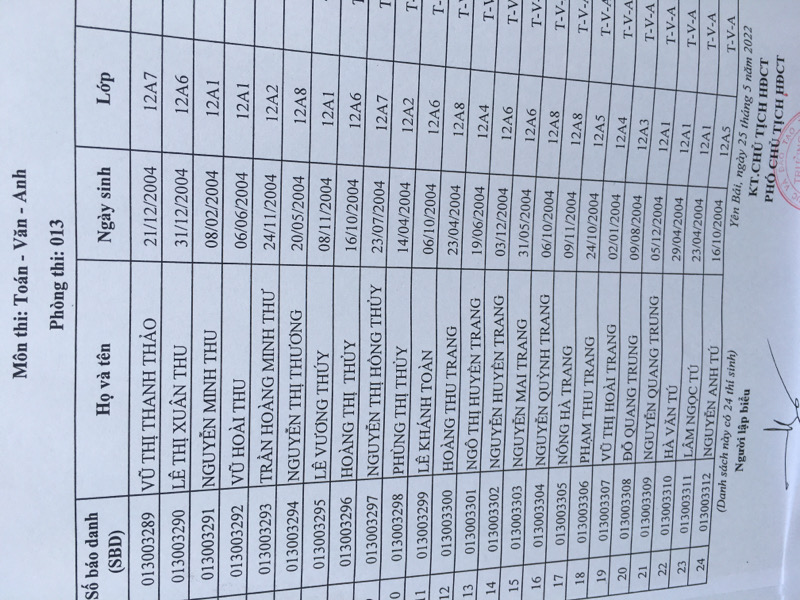 Môn thi: Toán - Văn - Anh
Phòng thi: 013
Số báo danh (SBD) Họ và tên Ngày sinh Lớp
013003289 VŨ THỊ THANH THẢO 21/12/2004 12A7
013003290 LÊ THỊ XUÂN THU 31/12/2004 12A6
013003291 NGUYỄN MINH THU 08/02/2004 12A1
013003292 VŨ HOÀI THU 06/06/2004 12A1
013003293 TRẦN HOÀNG MINH THƯ 24/11/2004 12A2
013003294 NGUYỄN THỊ THƯƠNG 20/05/2004 12A8
013003295 LÊ VƯƠNG THÚY 08/11/2004 12A1
013003296 HOÀNG THỊ THỦY 16/10/2004 12A6 T
9 013003297 NGUYỄN THỊ HỒNG THỦY 23/07/2004 12A7 T
0 013003298 PHÙNG THỊ THỦY 14/04/2004 12A2 T-
11 013003299 LÊ KHÁNH TOÀN 06/10/2004 12A6 T-
12 013003300 HOÀNG THU TRANG 23/04/2004 12A8 T-
13 013003301 NGÔ THỊ HUYỀN TRANG 19/06/2004 12A4 T-V
14 013003302 NGUYỄN HUYỀN TRANG 03/12/2004 12A6 T-V
15 013003303 NGUYỄN MAI TRANG 31/05/2004 12A6 T-V-
16 013003304 NGUYỄN QUỲNH TRANG 06/10/2004 12A8 T-V-
17 013003305 NÔNG HÀ TRANG 09/11/2004 12A8 T-V-A
18 013003306 PHẠM THU TRANG 24/10/2004 12A5 T-V-A
19 013003307 VŨ THỊ HOÀI TRANG 02/01/2004 12A4 T-V-A
20 013003308 ĐỖ QUANG TRUNG 09/08/2004 12A3 T-V-A
21 013003309 NGUYỄN QUANG TRUNG 05/12/2004 12A1 T-V-A
22 013003310 HÀ VĂN TÚ 29/04/2004 12A1 T-V-A
23 013003311 LÂM NGỌC TÚ 23/04/2004 12A1 T-V-A
24 013003312 NGUYỄN ANH TÚ 16/10/2004 12A5 T-V-A
(Danh sách này có 24 thí sinh)
Người lập biểu
Yên Bái, ngày 25 tháng 5 năm 2022
KT.CHỦ TỊCH HĐCT
PHÓ CHỦ TỊCH HĐCT